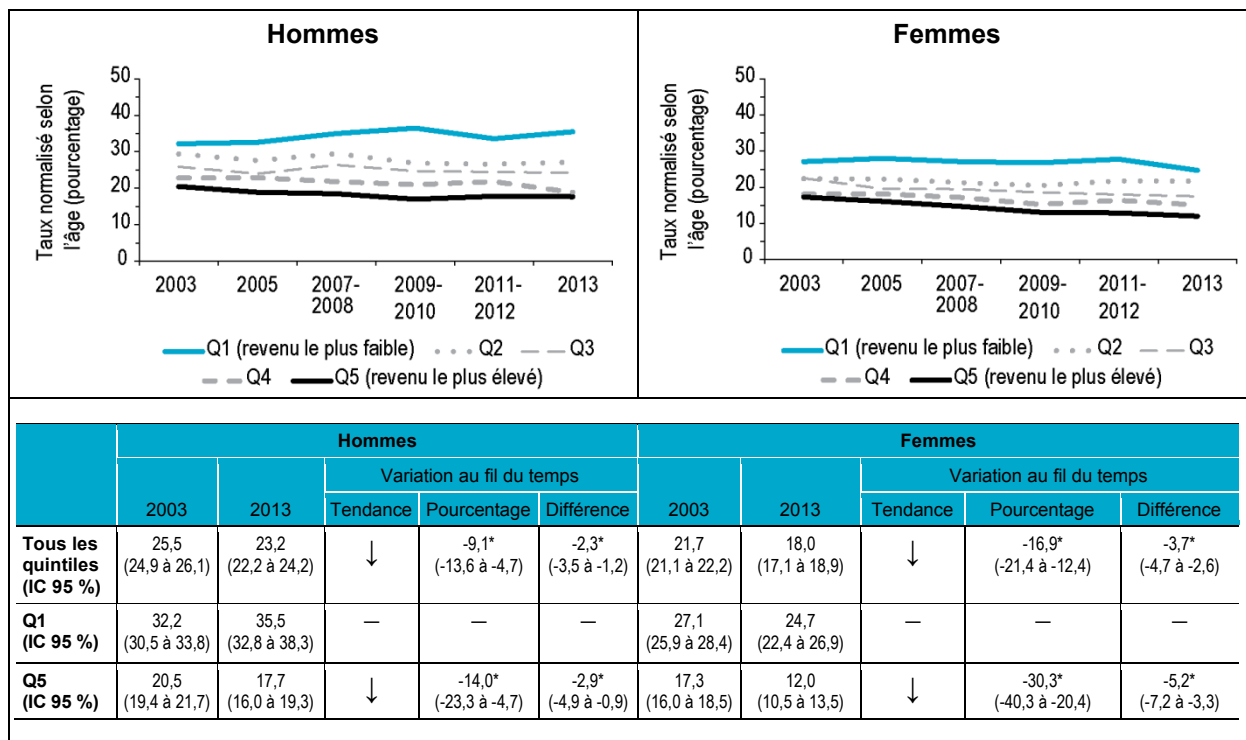 Hommes
Taux normalisé selon
l'âge (pourcentage)
50
40
30
20
10
0
2003 2005 2007-2008 2009-2010 2011-2012 2013
Q1 (revenu le plus faible) Q2 Q3
Q4 Q5 (revenu le plus élevé)
Femmes
Taux normalisé selon
l'âge (pourcentage)
50
40
30
20
10
0
2003 2005 2007-2008 2009-2010 2011-2012 2013
Q1 (revenu le plus faible) Q2 Q3
Q4 Q5 (revenu le plus élevé)
Hommes Femmes
Variation au fil du temps Variation au fil du temps
2003 2013 Tendance Pourcentage Différence 2003 2013 Tendance Pourcentage Différence
Tous les quintiles (IC 95 %)
25,5 23,2 ↓ -9,1* -2,3* 21,7 18,0 ↓ -16,9* -3,7*
(24,9 à 26,1) (22,2 à 24,2) (-13,6 à -4,7) (-3,5 à -1,2) (21,1 à 22,2) (17,1 à 18,9) (-21,4 à -12,4) (-4,7 à -2,6)
Q1 (IC 95 %)
32,2 35,5 — — — 27,1 24,7 — — —
(30,5 à 33,8) (32,8 à 38,3) (25,9 à 28,4) (22,4 à 26,9)
Q5 (IC 95 %)
20,5 17,7 ↓ -14,0* -2,9* 17,3 12,0 ↓ -30,3* -5,2*
(19,4 à 21,7) (16,0 à 19,3) (-23,3 à -4,7) (-4,9 à -0,9) (16,0 à 18,5) (10,5 à 13,5) (-40,3 à -20,4) (-7,2 à -3,3)